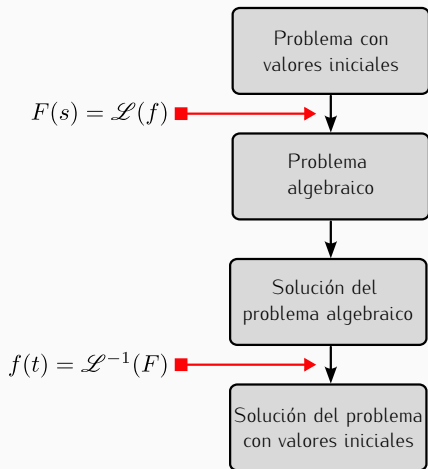 Problema con
valores iniciales
F(s) = ℒ(f)
Problema
algebraico
Solución del
problema algebraico
f(t) = ℒ⁻¹(F)
Solución del problema
con valores iniciales